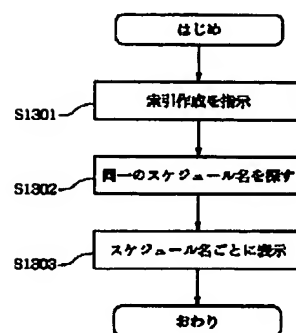 はじめ
索引作成を指示
S1301
同一のスケジュール名を探す
S1302
スケジュール名ごとに表示
S1303
おわり